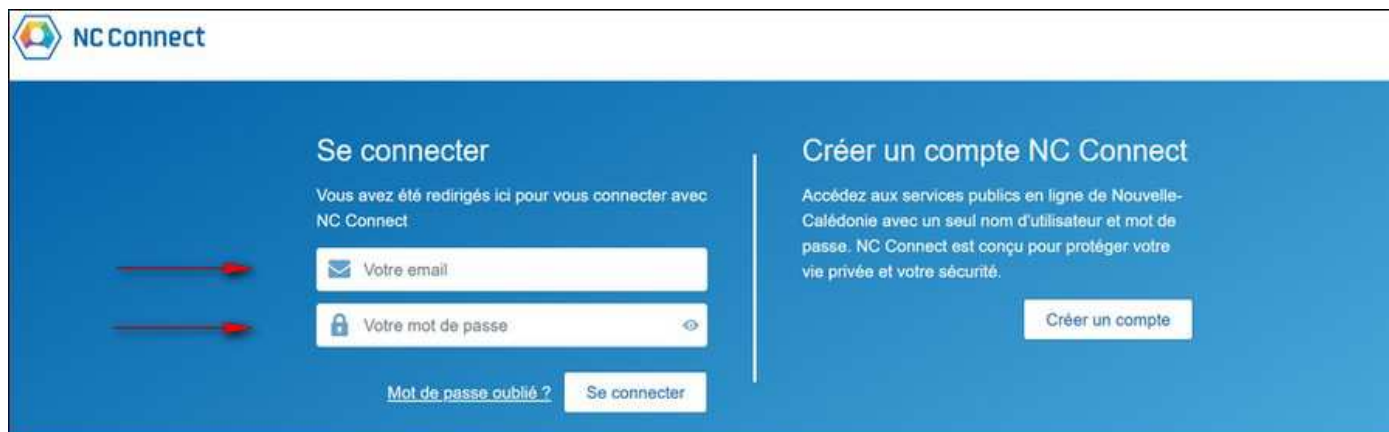 NC Connect
Se connecter
Vous avez été redirigés ici pour vous connecter avec
NC Connect
Votre email
Votre mot de passe
Mot de passe oublié ?
Se connecter
Créer un compte NC Connect
Accédez aux services publics en ligne de Nouvelle-
Calédonie avec un seul nom d'utilisateur et mot de
passe. NC Connect est conçu pour protéger votre
vie privée et votre sécurité.
Créer un compte